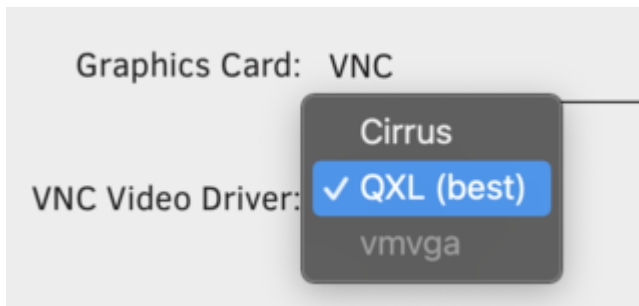 Graphics Card: VNC
Cirrus
VNC Video Driver: ✓ QXL (best)
vmvga